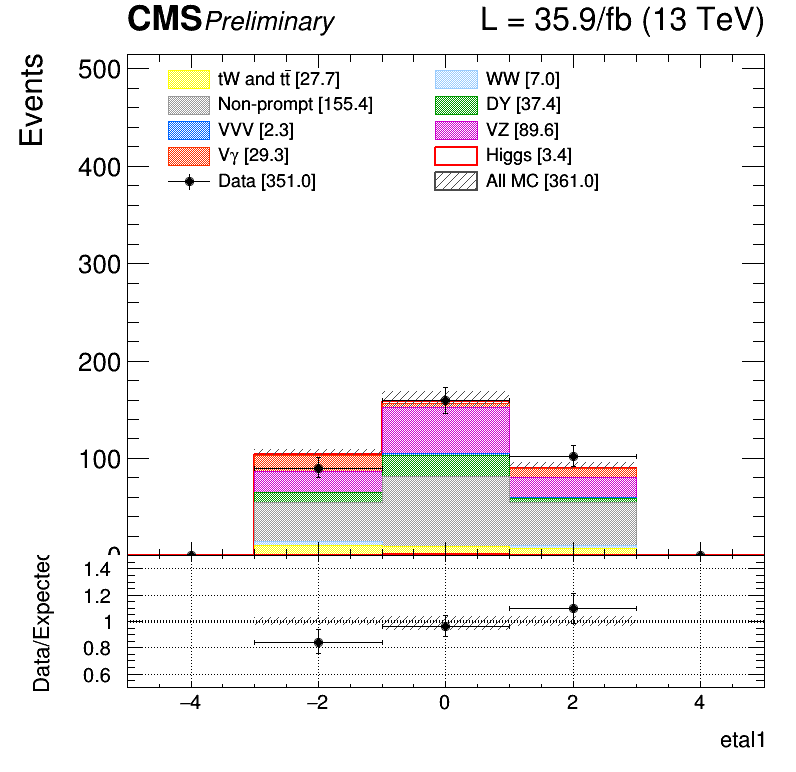 CMS Preliminary L = 35.9/fb (13 TeV)
Events
500
400
300
200
100
0
tW and tt̄ [27.7]
Non-prompt [155.4]
VVV [2.3]
Vγ [29.3]
Data [351.0]
WW [7.0]
DY [37.4]
VZ [89.6]
Higgs [3.4]
All MC [361.0]
Data/Expected
1.4
1.2
1
0.8
0.6
−4 −2 0 2 4
etal1